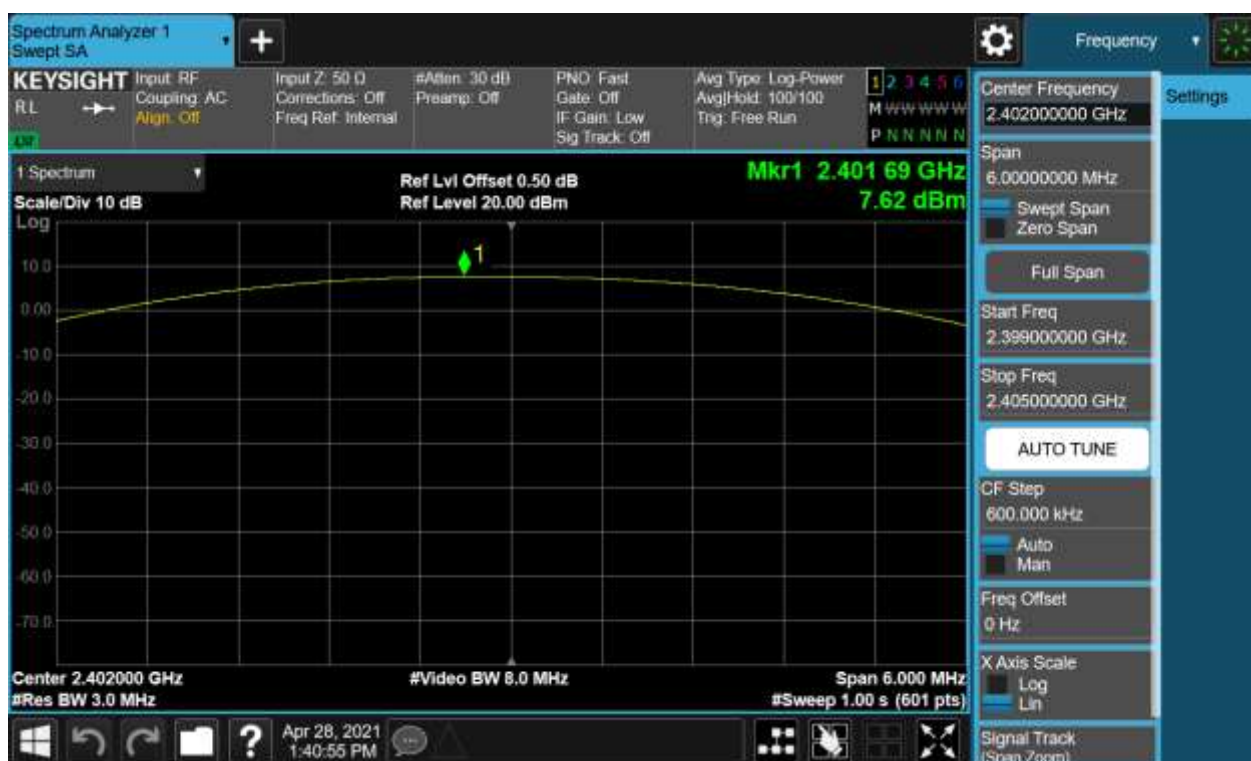 Spectrum Analyzer 1
Swept SA
+
Frequency
KEYSIGHT
RL
Input: RF
Coupling: AC
Align: Off
Input Z: 50 Ω
Corrections: Off
Freq Ref: Internal
#Atten: 30 dB
Preamp: Off
PNO: Fast
Gate: Off
IF Gain: Low
Sig Track: Off
Avg Type: Log-Power
Avg|Hold: 100/100
Trig: Free Run
1 2 3 4 5 6
M W W W W W
P N N N N N
1 Spectrum
Scale/Div 10 dB
Log
Ref Lvl Offset 0.50 dB
Ref Level 20.00 dBm
Mkr1 2.401 69 GHz
7.62 dBm
1
10.0
0.00
-10.0
-20.0
-30.0
-40.0
-50.0
-60.0
-70.0
Center 2.402000 GHz
#Res BW 3.0 MHz
#Video BW 8.0 MHz
Span 6.000 MHz
#Sweep 1.00 s (601 pts)
Center Frequency
2.402000000 GHz
Settings
Span
6.00000000 MHz
Swept Span
Zero Span
Full Span
Start Freq
2.399000000 GHz
Stop Freq
2.405000000 GHz
AUTO TUNE
CF Step
600.000 kHz
Auto
Man
Freq Offset
0 Hz
X Axis Scale
Log
Lin
Signal Track
(Span Zoom)
?
Apr 28, 2021
1:40:55 PM